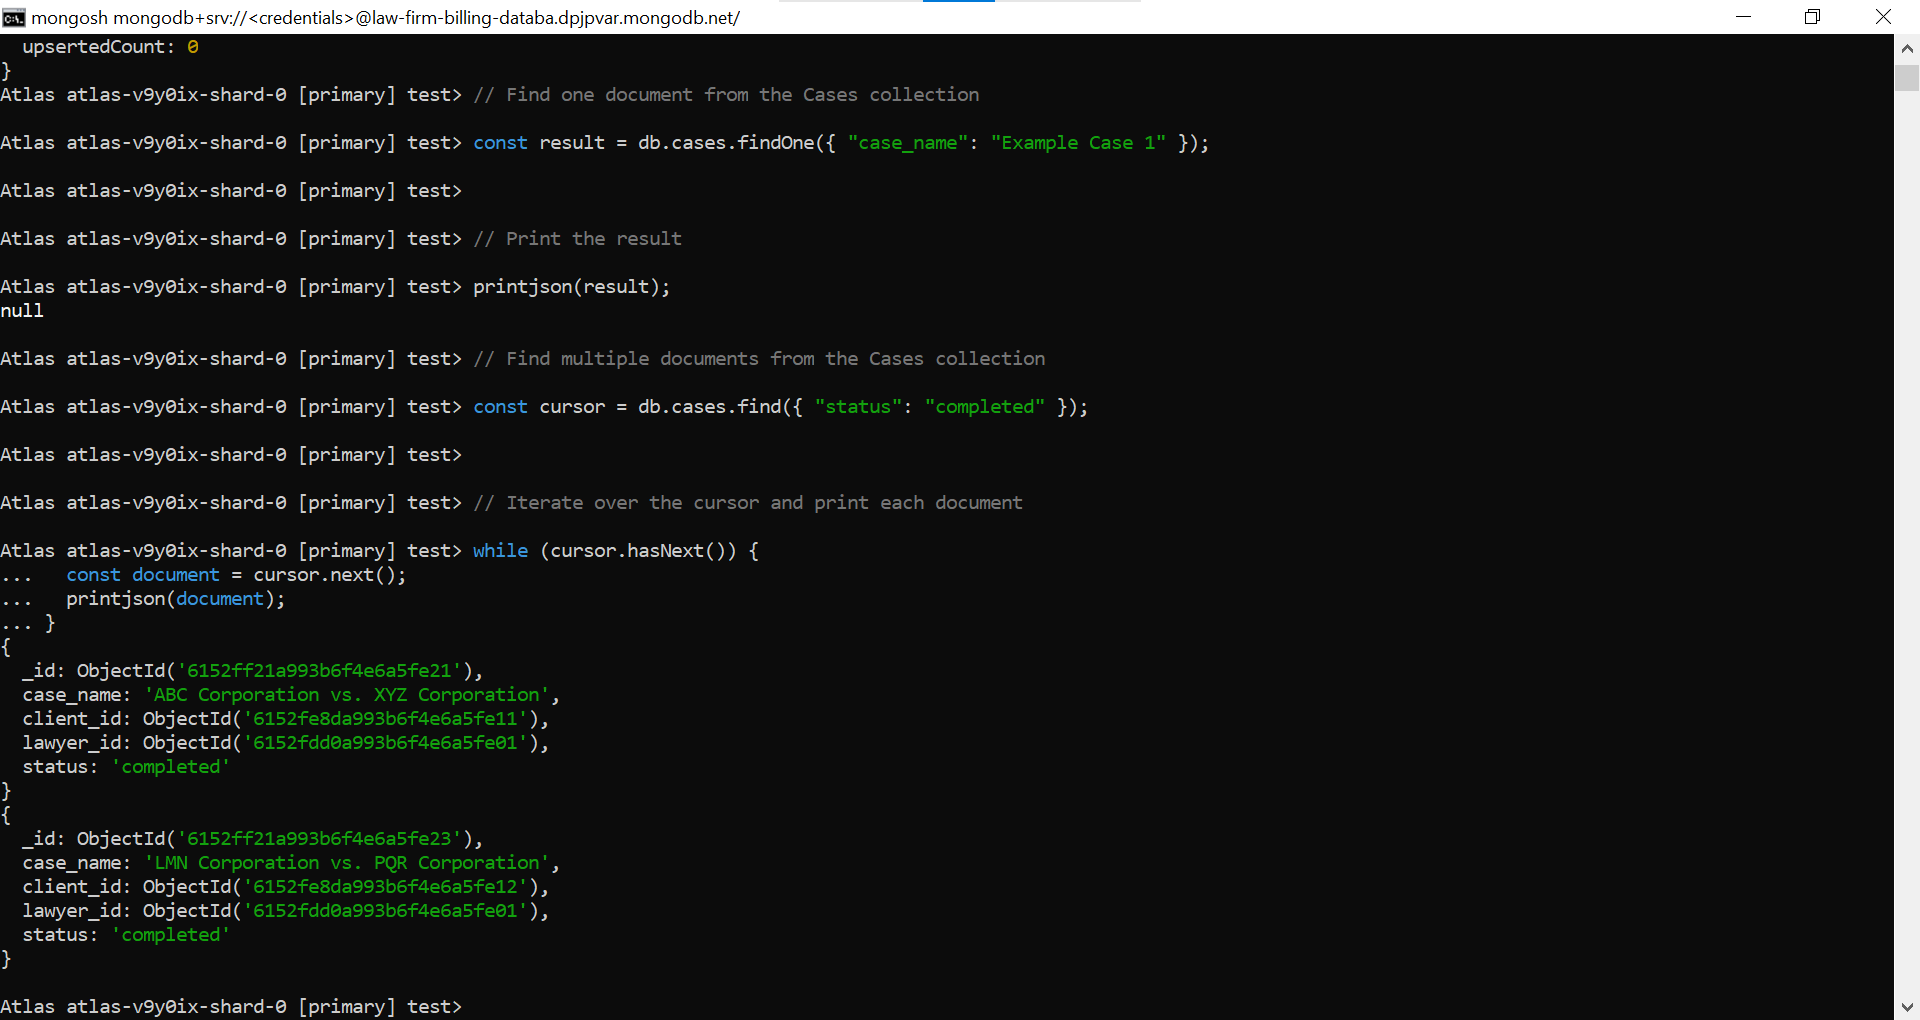 mongosh mongodb+srv://<credentials>@law-firm-billing-databa.dpjpvar.mongodb.net/
  upsertedCount: 0
}
Atlas atlas-v9y0ix-shard-0 [primary] test> // Find one document from the Cases collection
Atlas atlas-v9y0ix-shard-0 [primary] test> const result = db.cases.findOne({ "case_name": "Example Case 1" });
Atlas atlas-v9y0ix-shard-0 [primary] test>
Atlas atlas-v9y0ix-shard-0 [primary] test> // Print the result
Atlas atlas-v9y0ix-shard-0 [primary] test> printjson(result);
null
Atlas atlas-v9y0ix-shard-0 [primary] test> // Find multiple documents from the Cases collection
Atlas atlas-v9y0ix-shard-0 [primary] test> const cursor = db.cases.find({ "status": "completed" });
Atlas atlas-v9y0ix-shard-0 [primary] test>
Atlas atlas-v9y0ix-shard-0 [primary] test> // Iterate over the cursor and print each document
Atlas atlas-v9y0ix-shard-0 [primary] test> while (cursor.hasNext()) {
...   const document = cursor.next();
...   printjson(document);
... }
{
  _id: ObjectId('6152ff21a993b6f4e6a5fe21'),
  case_name: 'ABC Corporation vs. XYZ Corporation',
  client_id: ObjectId('6152fe8da993b6f4e6a5fe11'),
  lawyer_id: ObjectId('6152fdd0a993b6f4e6a5fe01'),
  status: 'completed'
}
{
  _id: ObjectId('6152ff21a993b6f4e6a5fe23'),
  case_name: 'LMN Corporation vs. PQR Corporation',
  client_id: ObjectId('6152fe8da993b6f4e6a5fe12'),
  lawyer_id: ObjectId('6152fdd0a993b6f4e6a5fe01'),
  status: 'completed'
}
Atlas atlas-v9y0ix-shard-0 [primary] test>